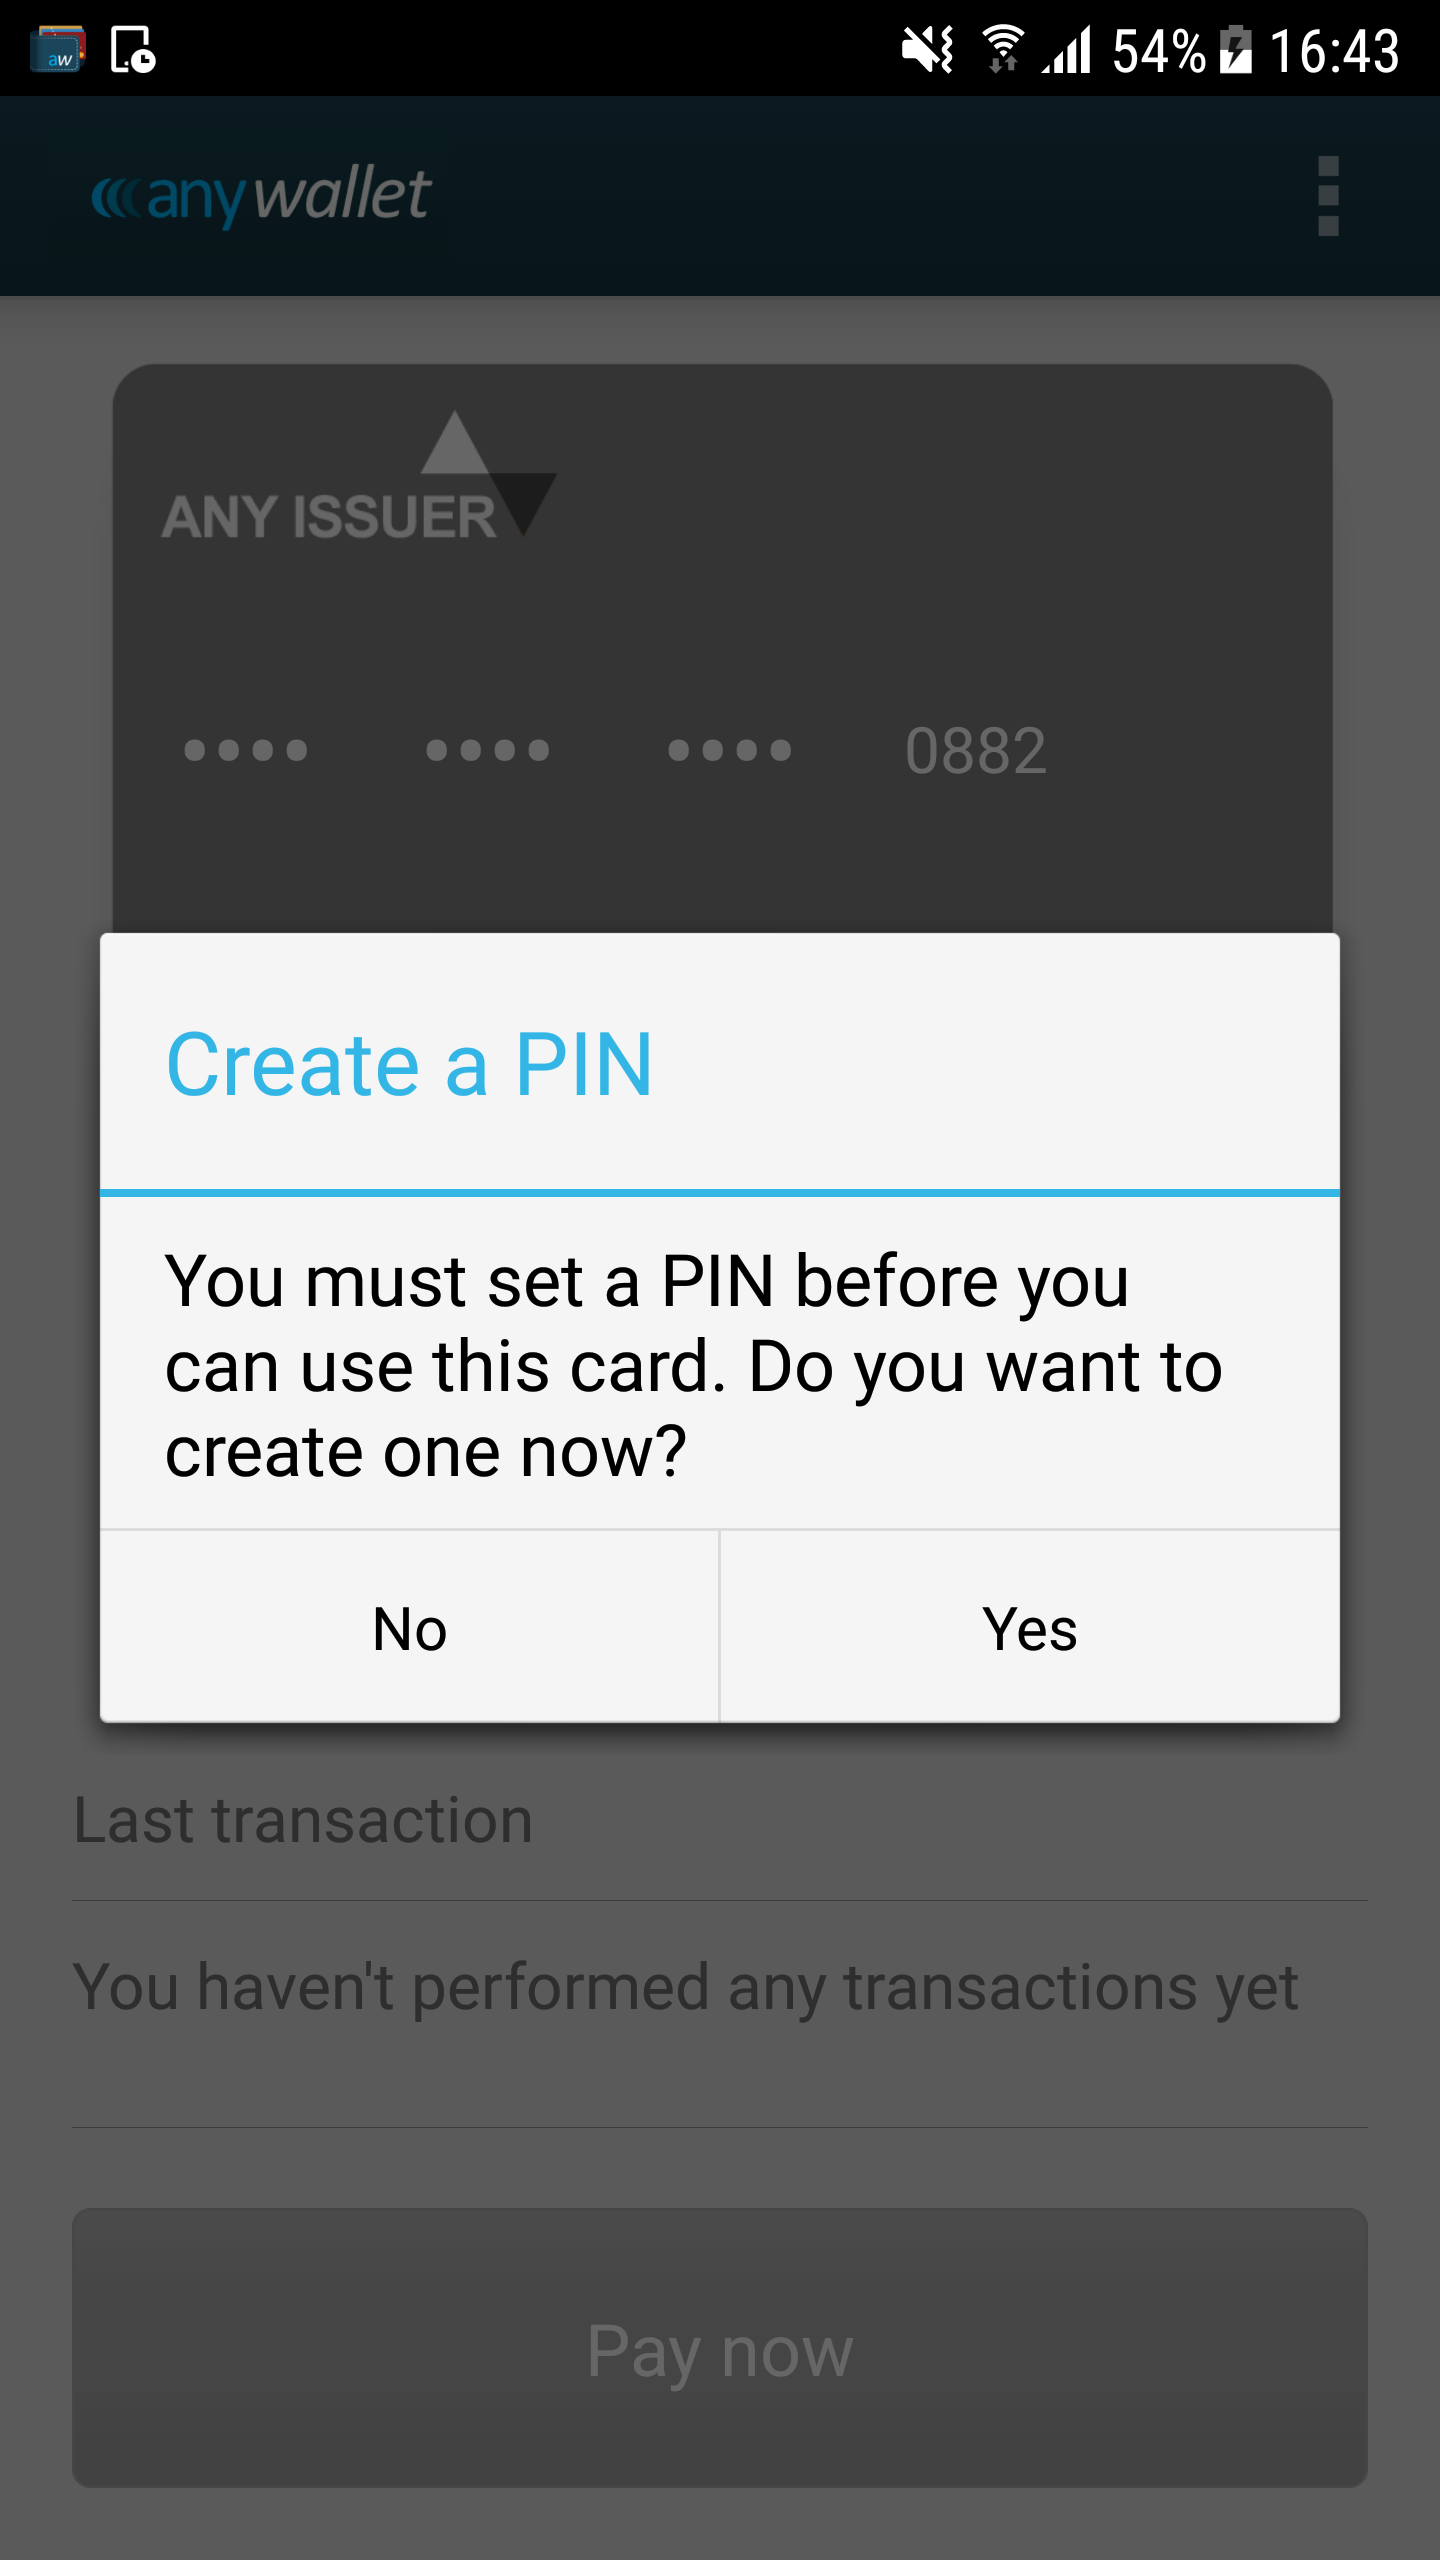 aw
54% 16:43
anywallet
ANY ISSUER
•••• •••• •••• 0882
Create a PIN
You must set a PIN before you
can use this card. Do you want to
create one now?
No Yes
Last transaction
You haven't performed any transactions yet
Pay now